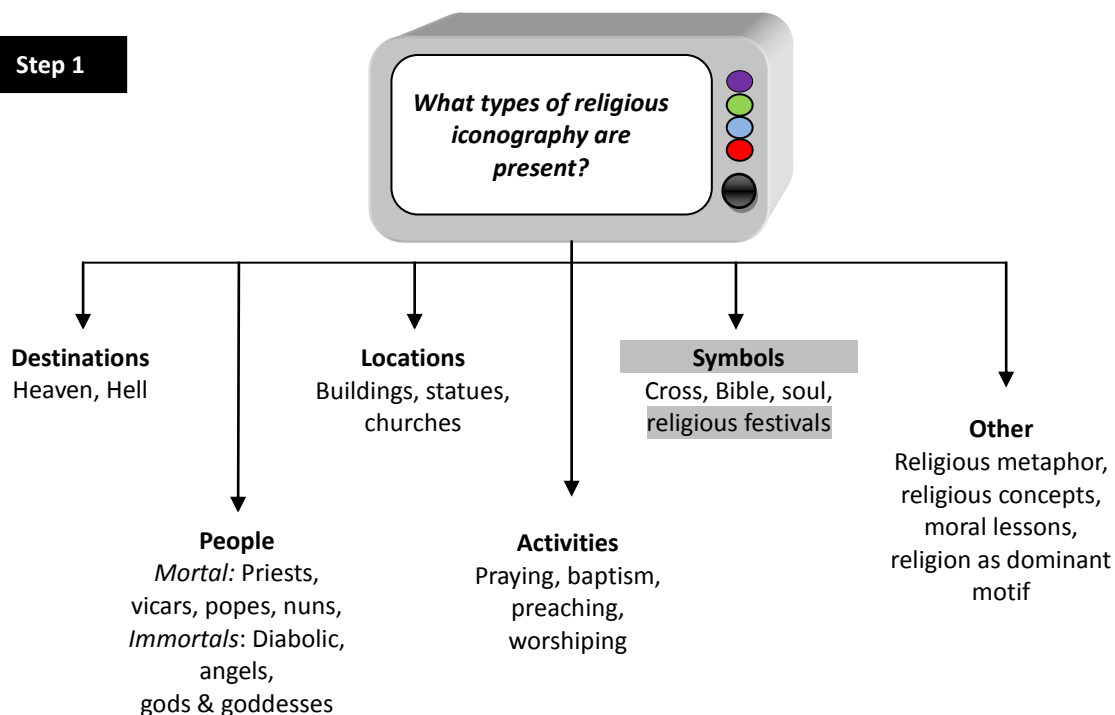 Step 1
What types of religious
iconography are
present?
Destinations
Heaven, Hell
Locations
Buildings, statues,
churches
Symbols
Cross, Bible, soul,
religious festivals
Other
Religious metaphor,
religious concepts,
moral lessons,
religion as dominant
motif
People
Mortal: Priests,
vicars, popes, nuns,
Immortals: Diabolic,
angels,
gods & goddesses
Activities
Praying, baptism,
preaching,
worshiping